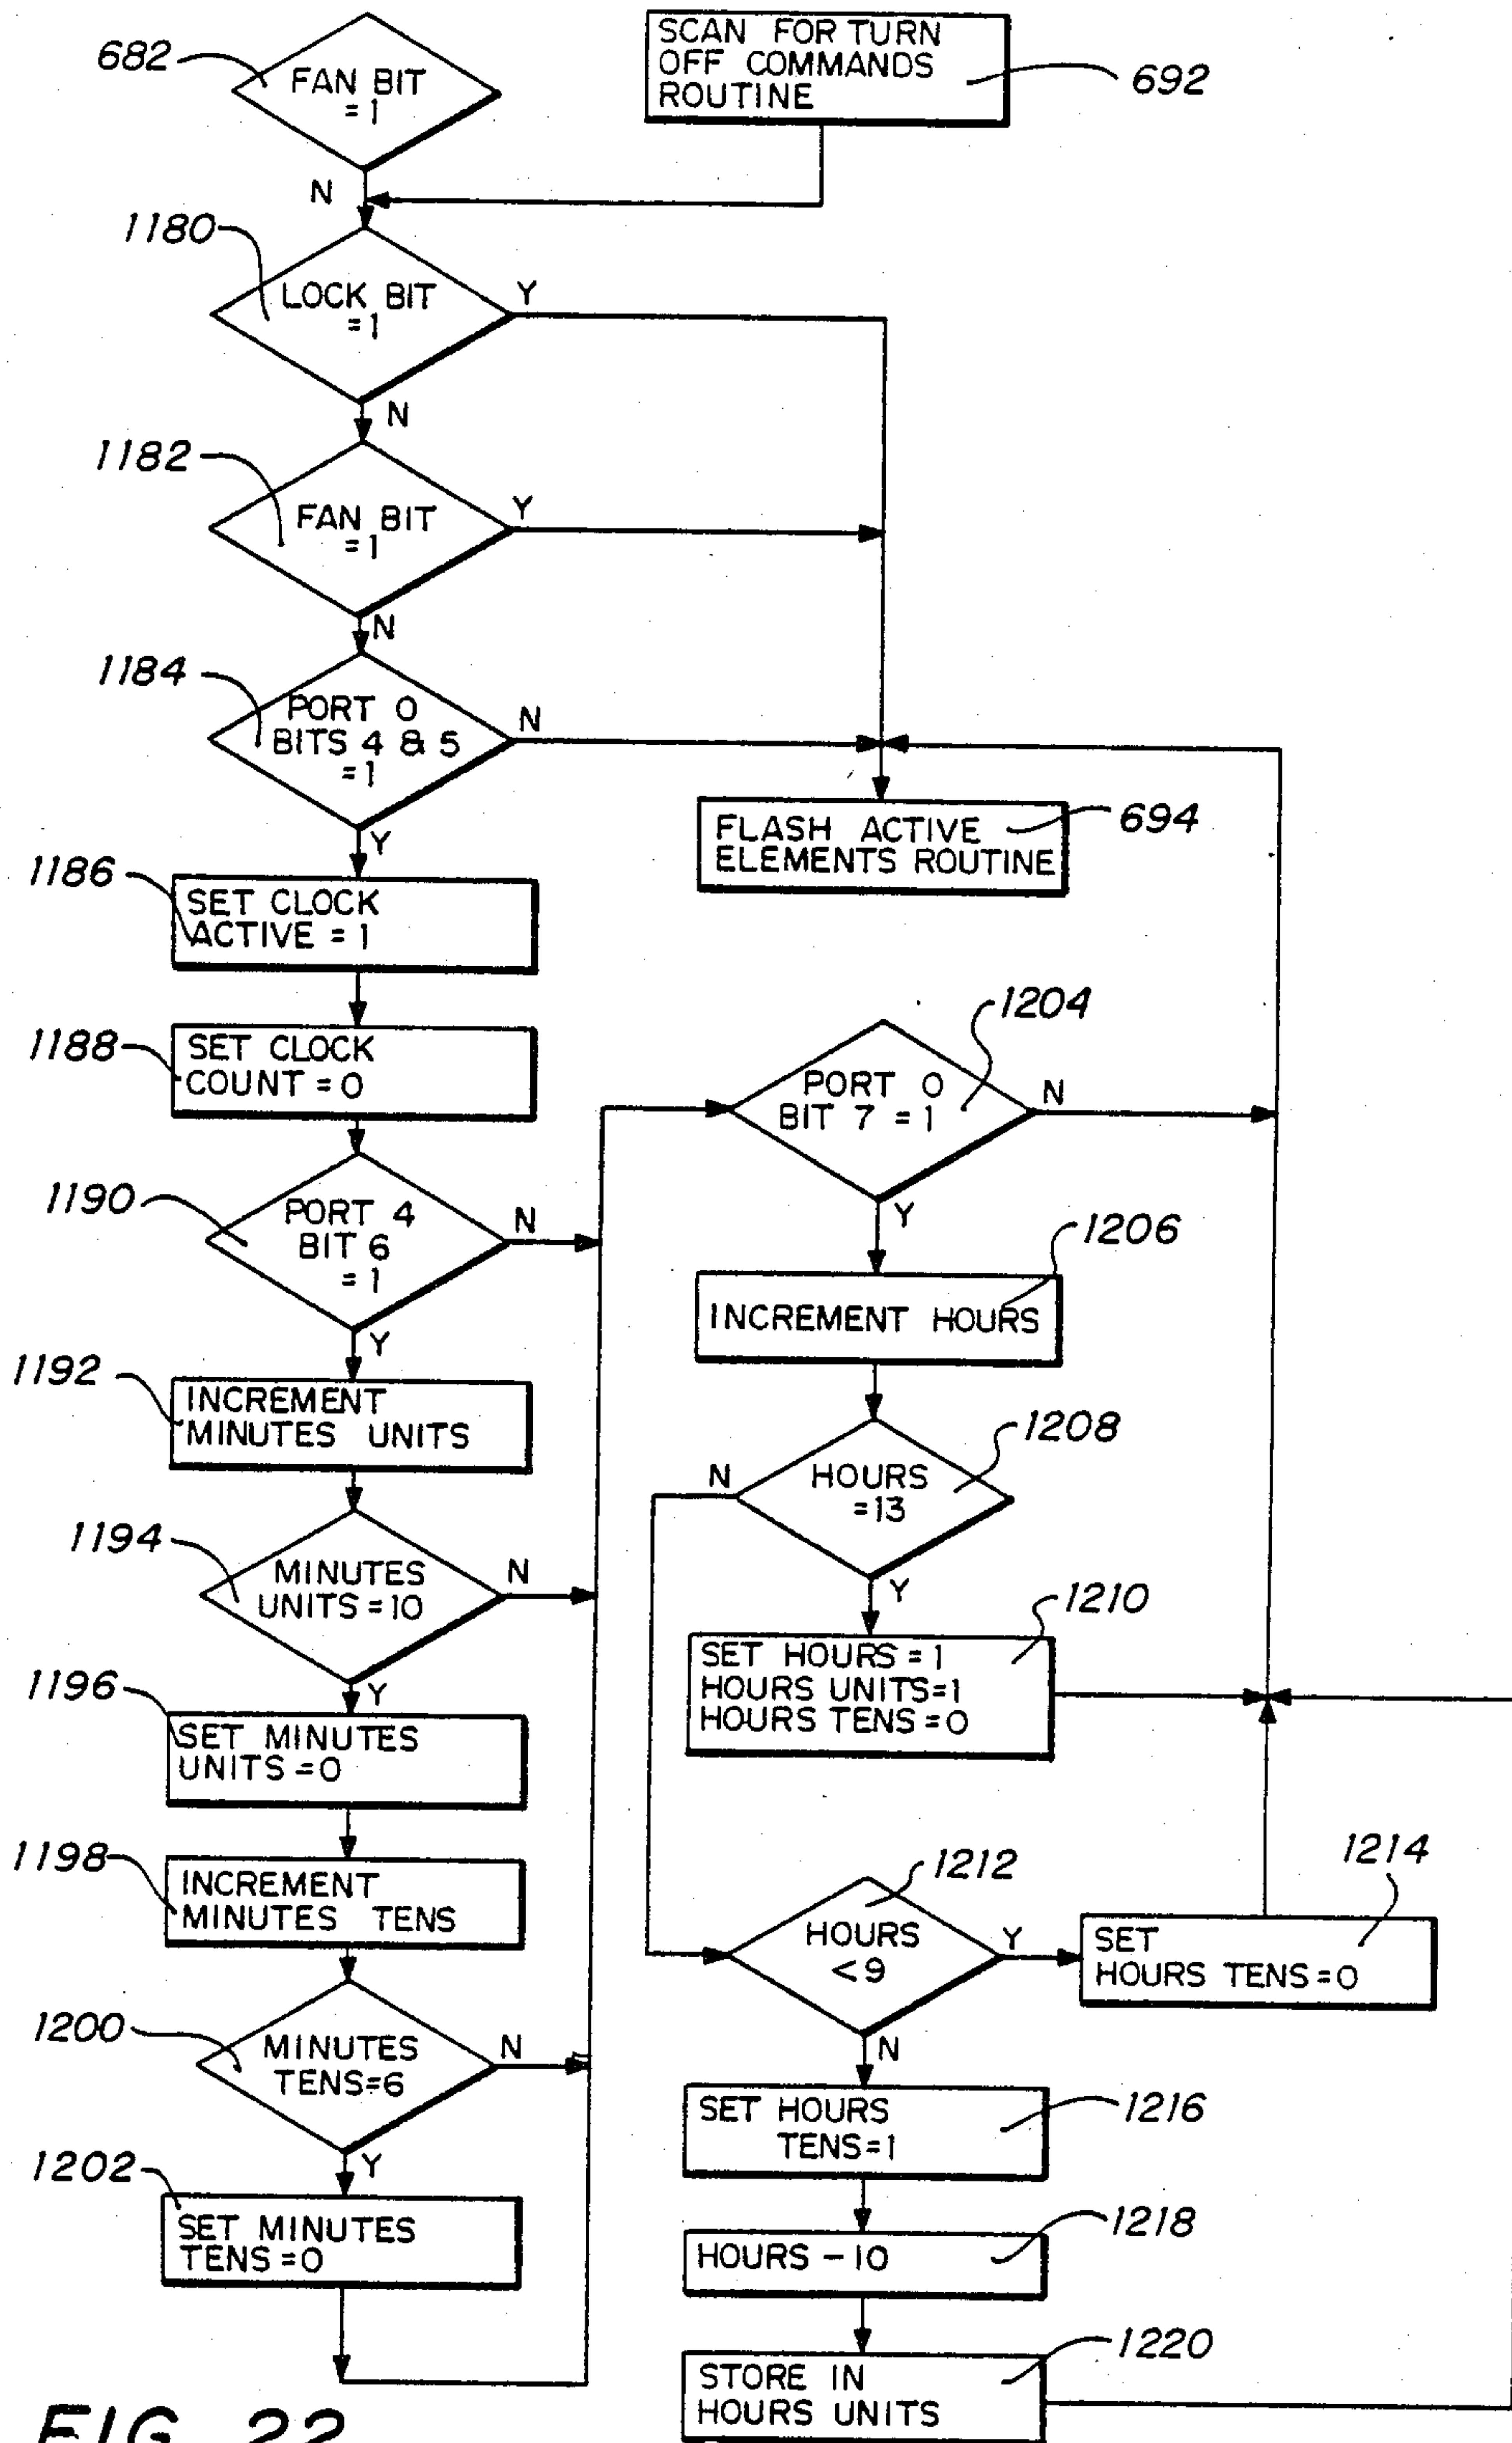 682
FAN BIT
= 1
SCAN FOR TURN
OFF COMMANDS
ROUTINE
692
N
1180
LOCK BIT
= 1
Y
N
1182
FAN BIT
= 1
Y
N
1184
PORT 0
BITS 4 & 5
= 1
N
Y
FLASH ACTIVE
ELEMENTS ROUTINE
694
1186
SET CLOCK
ACTIVE = 1
1188
SET CLOCK
COUNT = 0
1190
PORT 4
BIT 6
= 1
N
Y
1192
INCREMENT
MINUTES UNITS
1194
MINUTES
UNITS = 10
N
Y
1196
SET MINUTES
UNITS = 0
1198
INCREMENT
MINUTES TENS
1200
MINUTES
TENS = 6
N
Y
1202
SET MINUTES
TENS = 0
1204
PORT 0
BIT 7 = 1
N
Y
1206
INCREMENT HOURS
1208
HOURS
= 13
N
Y
1210
SET HOURS = 1
HOURS UNITS = 1
HOURS TENS = 0
1212
HOURS
< 9
Y
N
1214
SET
HOURS TENS = 0
1216
SET HOURS
TENS = 1
1218
HOURS - 10
1220
STORE IN
HOURS UNITS
FIG. 22